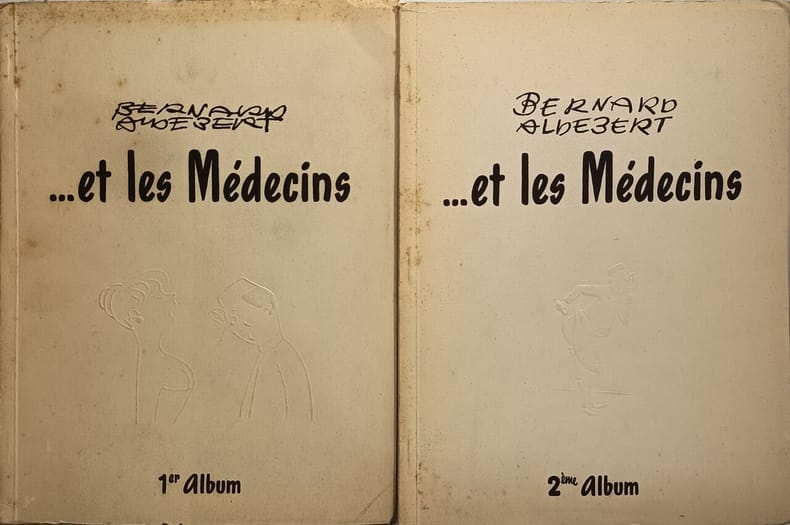 BERNARD
ALDEBERT
...et les Médecins
1er Album
BERNARD
ALDEBERT
...et les Médecins
2ème Album